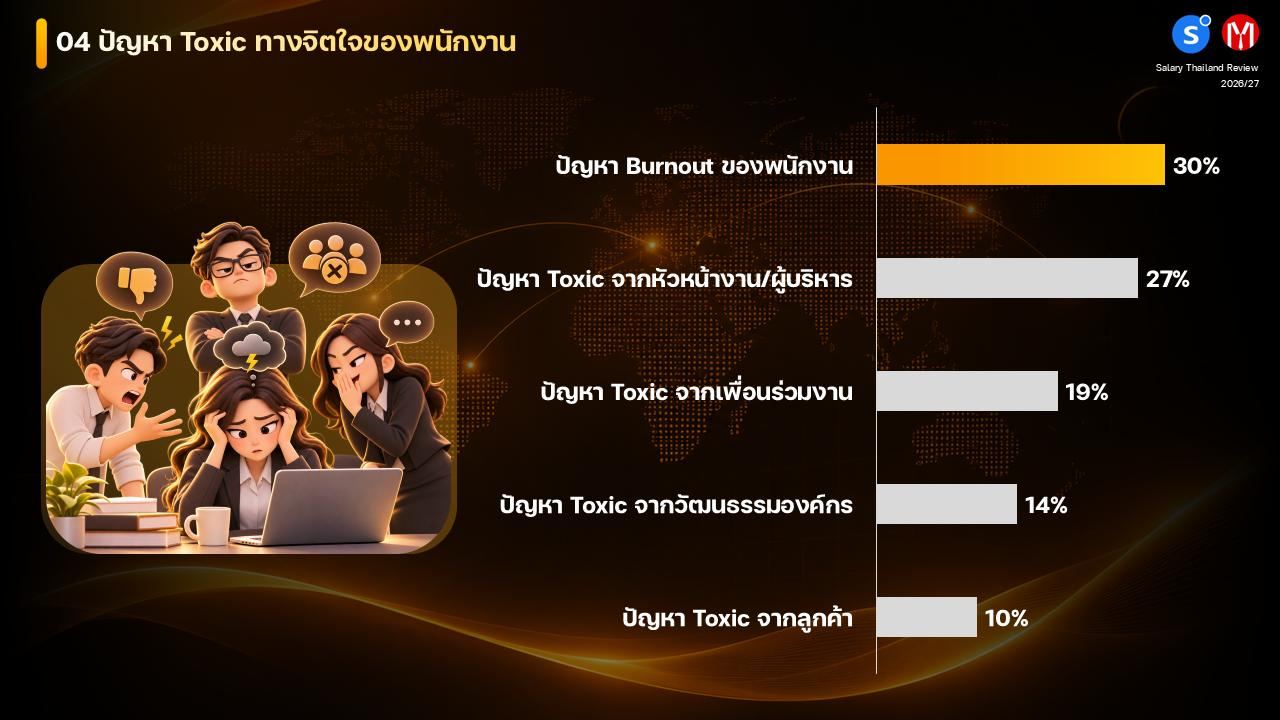 04 ปัญหา Toxic ทางจิตใจของพนักงาน
S
Salary Thailand Review
2026/27
ปัญหา Burnout ของพนักงาน 30%
ปัญหา Toxic จากหัวหน้างาน/ผู้บริหาร 27%
ปัญหา Toxic จากเพื่อนร่วมงาน 19%
ปัญหา Toxic จากวัฒนธรรมองค์กร 14%
ปัญหา Toxic จากลูกค้า 10%